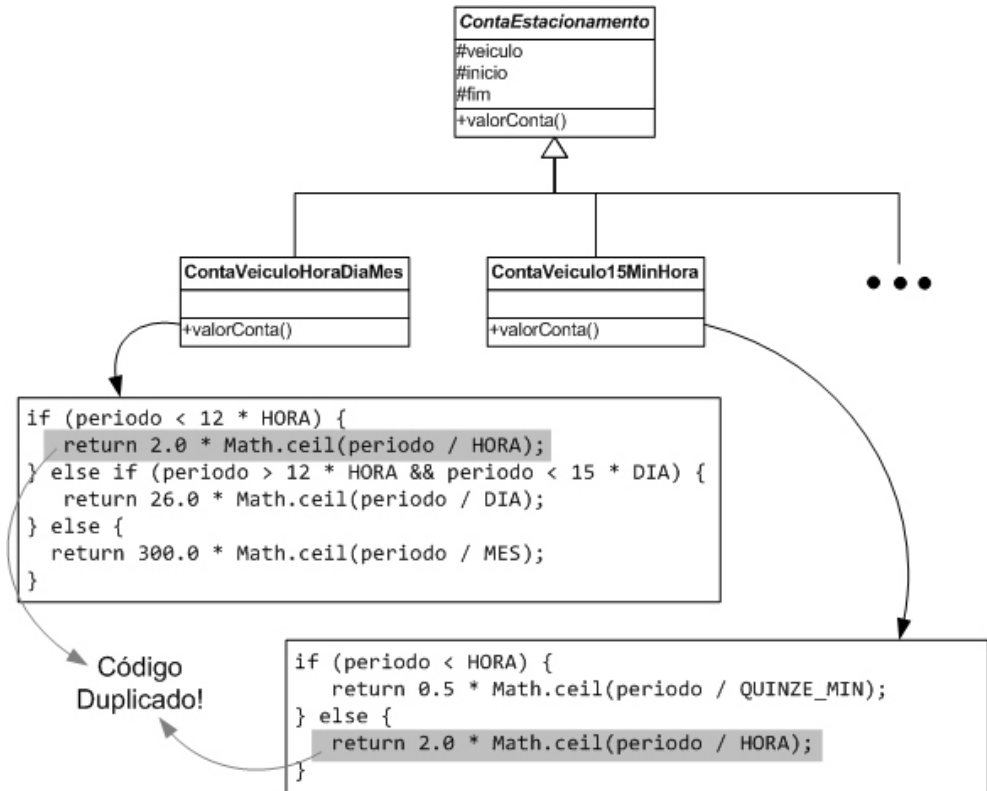 ContaEstacionamento
#veiculo
#inicio
#fim
+valorConta()
ContaVeiculoHoraDiaMes
+valorConta()
ContaVeiculo15MinHora
+valorConta()
if (periodo < 12 * HORA) {
return 2.0 * Math.ceil(periodo / HORA);
} else if (periodo > 12 * HORA && periodo < 15 * DIA) {
return 26.0 * Math.ceil(periodo / DIA);
} else {
return 300.0 * Math.ceil(periodo / MES);
}
Código
Duplicado!
if (periodo < HORA) {
return 0.5 * Math.ceil(periodo / QUINZE_MIN);
} else {
return 2.0 * Math.ceil(periodo / HORA);
}